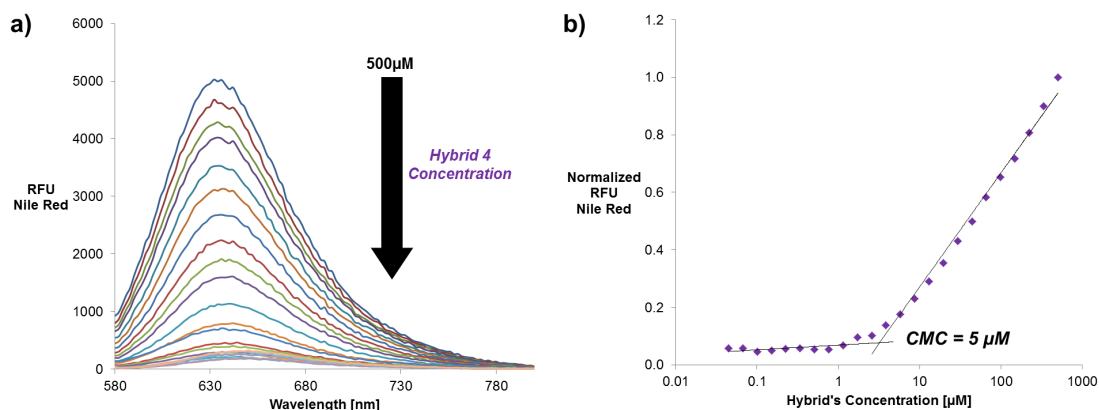 a)
6000
5000
4000
3000
2000
1000
0
RFU
Nile Red
500µM
Hybrid 4
Concentration
580
630
680
730
780
Wavelength [nm]
b)
1.2
1.0
0.8
0.6
0.4
0.2
0.0
Normalized
RFU
Nile Red
CMC = 5 µM
0.01
0.1
1
10
100
1000
Hybrid's Concentration [µM]